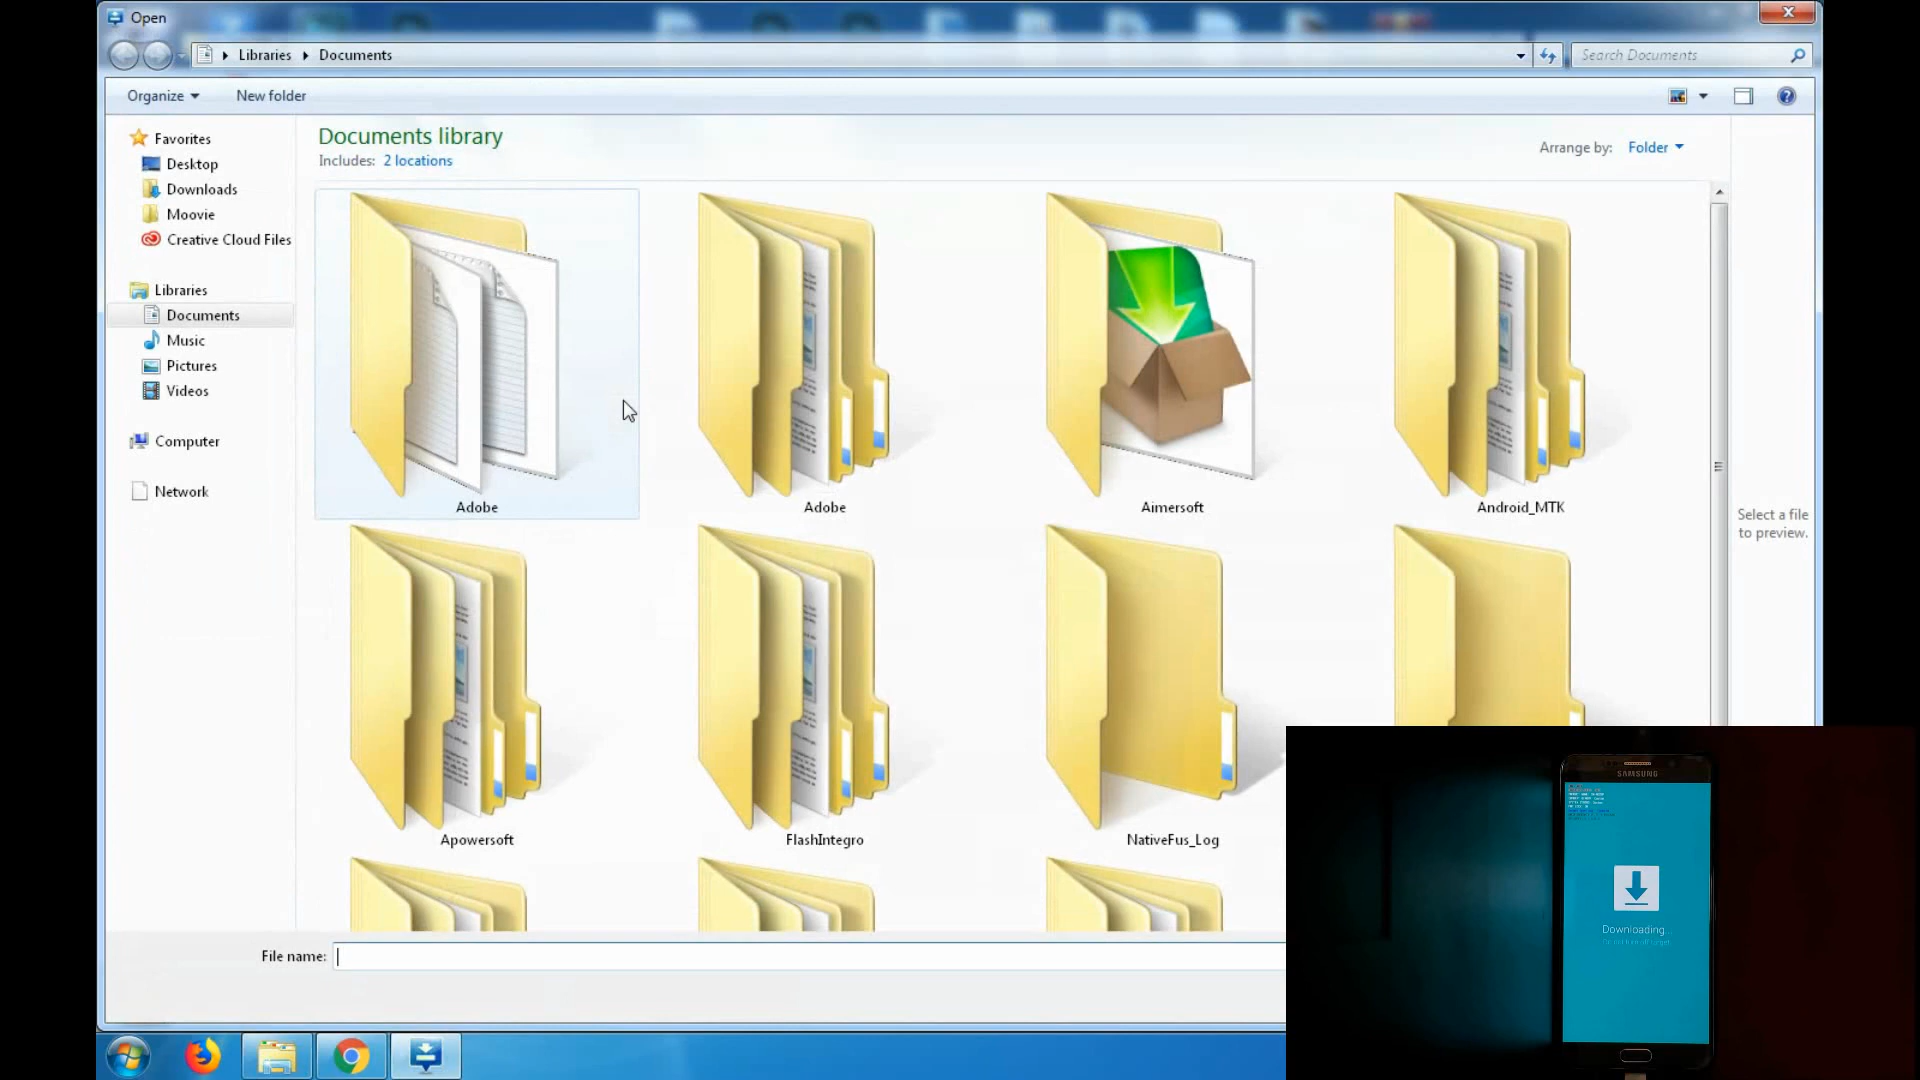 Open
Libraries
Documents
Search Documents
Organize
New folder
Favorites
Desktop
Downloads
Moovie
Creative Cloud Files
Libraries
Documents
Music
Pictures
Videos
Computer
Network
Documents library
Includes: 2 locations
Arrange by: Folder
Adobe
Adobe
Aimersoft
Android_MTK
Apowersoft
FlashIntegro
NativeFus_Log
Select a file
to preview.
File name:
SAMSUNG
Downloading...